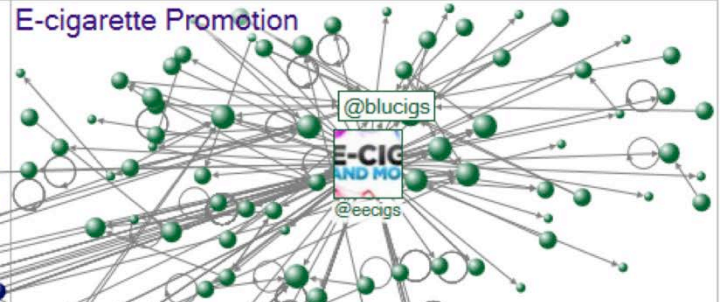 E-cigarette Promotion
@blucigs
E-CIG
AND MO
@eecigs